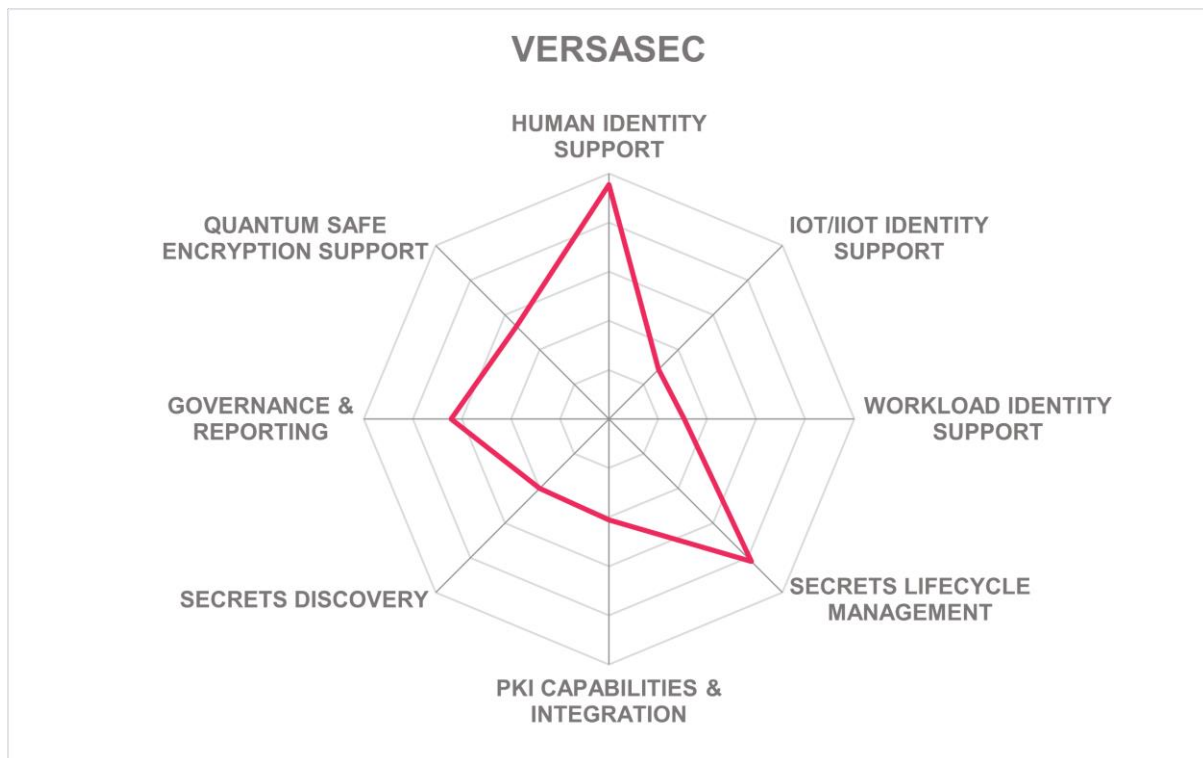 VERSASEC
HUMAN IDENTITY
SUPPORT
QUANTUM SAFE
ENCRYPTION SUPPORT
IOT/IIOT IDENTITY
SUPPORT
GOVERNANCE &
REPORTING
WORKLOAD IDENTITY
SUPPORT
SECRETS DISCOVERY
SECRETS LIFECYCLE
MANAGEMENT
PKI CAPABILITIES &
INTEGRATION